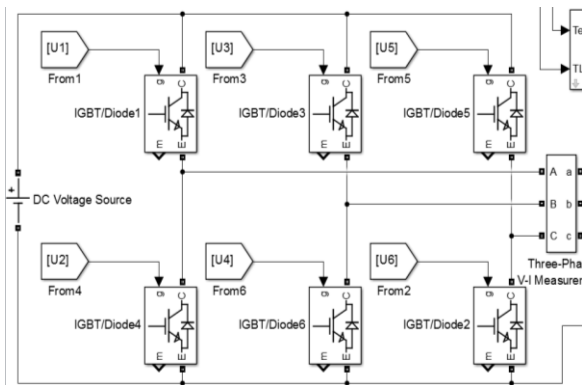 [U1]
From1
[U3]
From3
[U5]
From5
Te
TL
g C
IGBT/Diode1
m E
g C
IGBT/Diode3
m E
g C
IGBT/Diode5
m E
+
DC Voltage Source
A a
B b
C c
Three-Pha
V-I Measurer
[U2]
From4
[U4]
From6
[U6]
From2
g C
IGBT/Diode4
m E
g C
IGBT/Diode6
m E
g C
IGBT/Diode2
m E